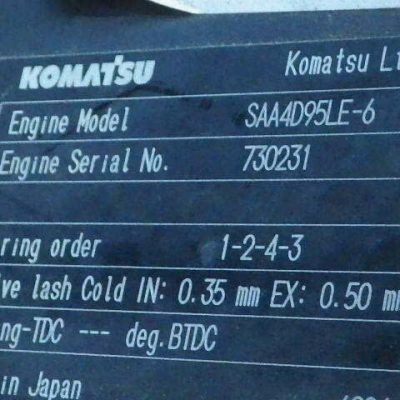 KOMATSU Komatsu Lt
Engine Model SAA4D95LE-6
Engine Serial No. 730231
ring order 1-2-4-3
ve lash Cold IN: 0.35 mm EX: 0.50 m
ng-TDC --- deg.BTDC
in Japan